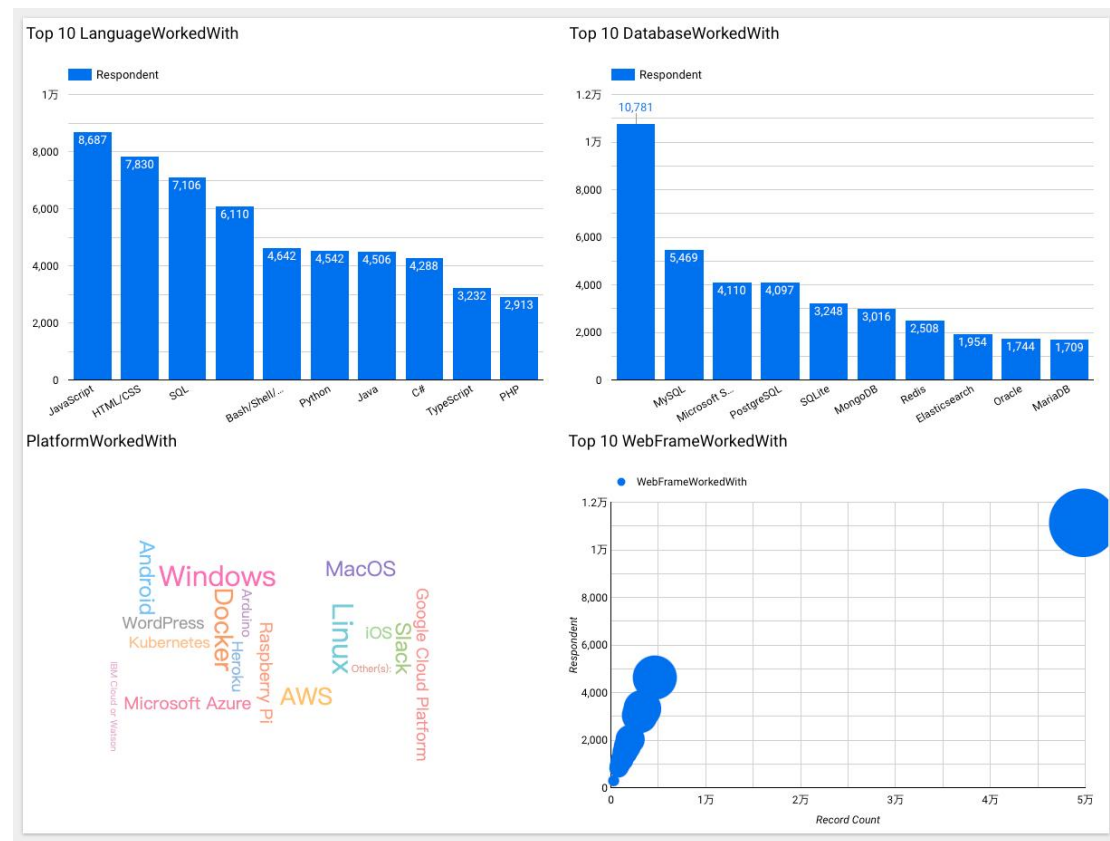 Top 10 LanguageWorkedWith
Respondent
1万
8,000
6,000
4,000
2,000
0
8,687
7,830
7,106
6,110
4,642
4,542
4,506
4,288
3,232
2,913
JavaScript
HTML/CSS
SQL
Bash/Shell/...
Python
Java
C#
TypeScript
PHP
Top 10 DatabaseWorkedWith
Respondent
1.2万
1万
8,000
6,000
4,000
2,000
0
10,781
5,469
4,110
4,097
3,248
3,016
2,508
1,954
1,744
1,709
MySQL
Microsoft S...
PostgreSQL
SQLite
MongoDB
Redis
Elasticsearch
Oracle
MariaDB
PlatformWorkedWith
Android
Windows
MacOS
WordPress
Docker
Arduino
Kubernetes
Heroku
Raspberry Pi
Linux
iOS
Slack
Google Cloud Platform
Other(s):
IBM Cloud or Watson
Microsoft Azure
AWS
Top 10 WebFrameWorkedWith
WebFrameWorkedWith
1.2万
1万
8,000
6,000
4,000
2,000
0
Respondent
0
1万
2万
3万
4万
5万
Record Count